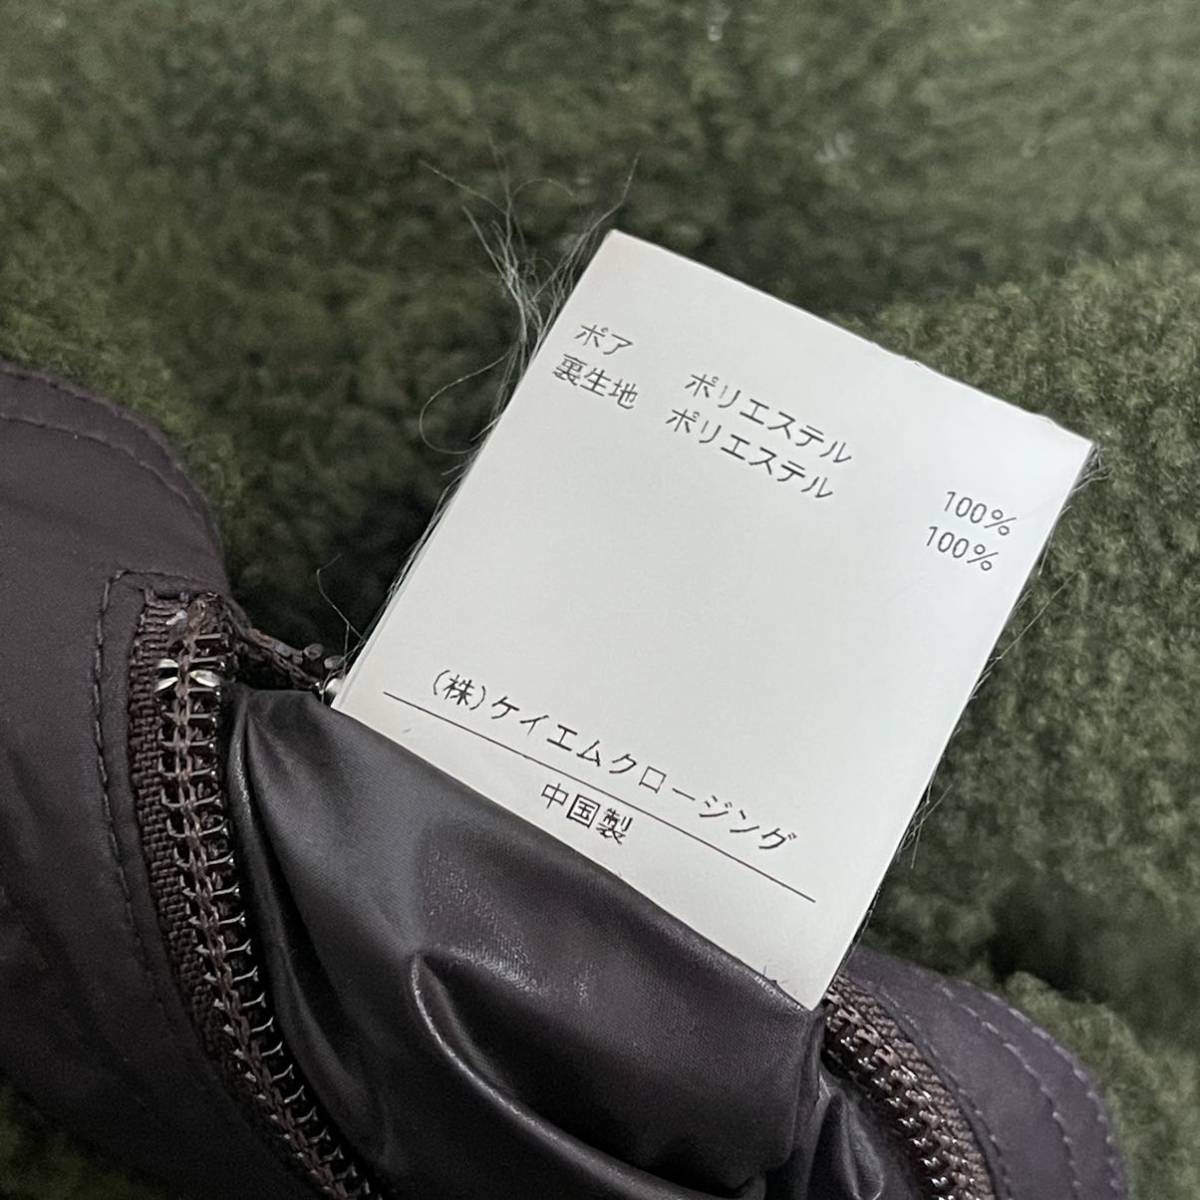 ボア ポリエステル 100%
裏生地 ポリエステル 100%
(株)ケイエムクロージング
中国製